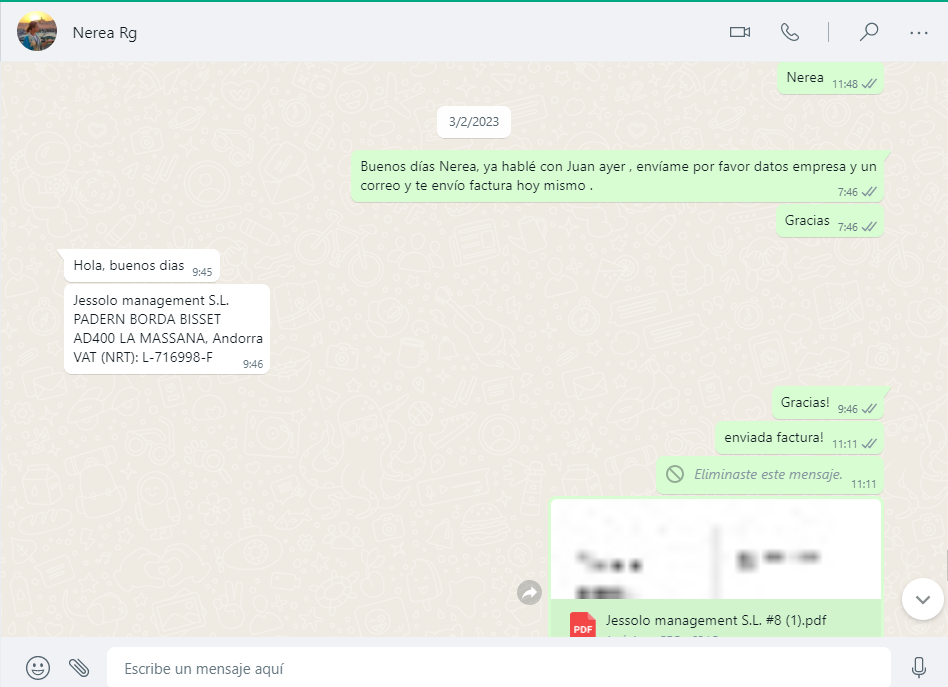 Nerea Rg
Nerea 11:48
3/2/2023
Buenos días Nerea, ya hablé con Juan ayer , envíame por favor datos empresa y un
correo y te envío factura hoy mismo . 7:46
Gracias 7:46
Hola, buenos dias 9:45
Jessolo management S.L.
PADERN BORDA BISSET
AD400 LA MASSANA, Andorra
VAT (NRT): L-716998-F 9:46
Gracias! 9:46
enviada factura! 11:11
Eliminaste este mensaje. 11:11
PDF Jessolo management S.L. #8 (1).pdf
Escribe un mensaje aquí